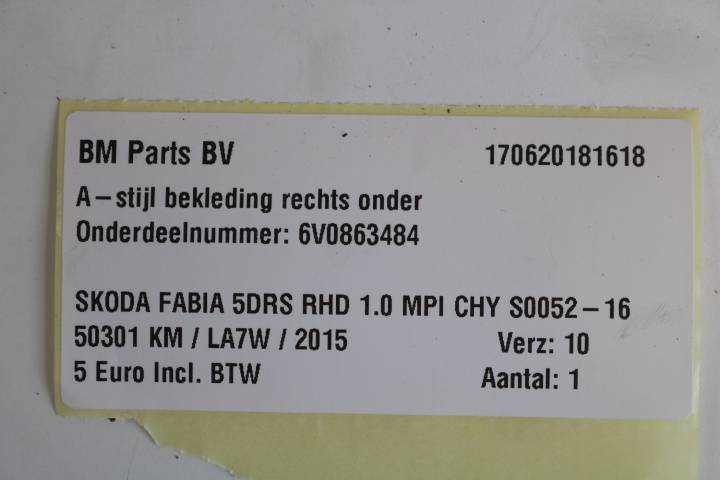 BM Parts BV 170620181618
A-stijl bekleding rechts onder
Onderdeelnummer: 6V0863484
SKODA FABIA 5DRS RHD 1.0 MPI CHY S0052-16
50301 KM / LA7W / 2015 Verz: 10
5 Euro Incl. BTW Aantal: 1